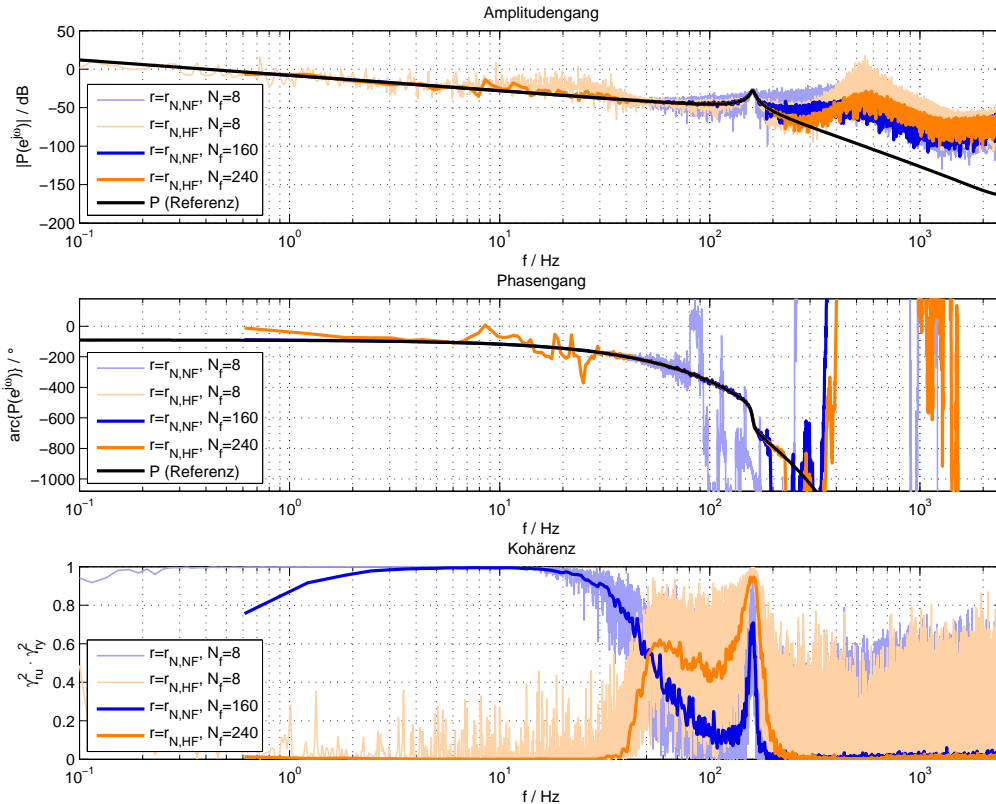 Amplitudengang
|P(e^{jω})| / dB
50
0
−50
−100
−150
−200
r=r_{N,NF}, N_f=8
r=r_{N,HF}, N_f=8
r=r_{N,NF}, N_f=160
r=r_{N,HF}, N_f=240
P (Referenz)
10^{−1} 10^0 10^1 10^2 10^3
f / Hz
Phasengang
arc{P(e^{jω})} / °
0
−200
−400
−600
−800
−1000
r=r_{N,NF}, N_f=8
r=r_{N,HF}, N_f=8
r=r_{N,NF}, N_f=160
r=r_{N,HF}, N_f=240
P (Referenz)
10^{−1} 10^0 10^1 10^2 10^3
f / Hz
Kohärenz
γ²_{ru} · γ²_{ry}
1
0.8
0.6
0.4
0.2
0
r=r_{N,NF}, N_f=8
r=r_{N,HF}, N_f=8
r=r_{N,NF}, N_f=160
r=r_{N,HF}, N_f=240
10^{−1} 10^0 10^1 10^2 10^3
f / Hz